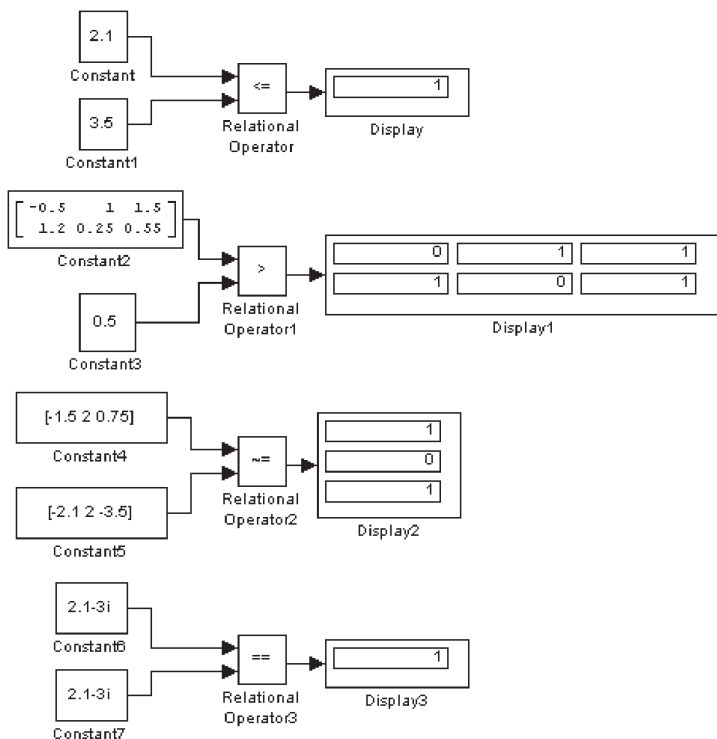 2.1
Constant
3.5
Constant1
<=
Relational
Operator
1
Display
-0.5 1 1.5
1.2 0.25 0.55
Constant2
0.5
Constant3
>
Relational
Operator1
0 1 1
1 0 1
Display1
[-1.5 2 0.75]
Constant4
[-2.1 2 -3.5]
Constant5
~=
Relational
Operator2
1
0
1
Display2
2.1-3i
Constant6
2.1-3i
Constant7
==
Relational
Operator3
1
Display3